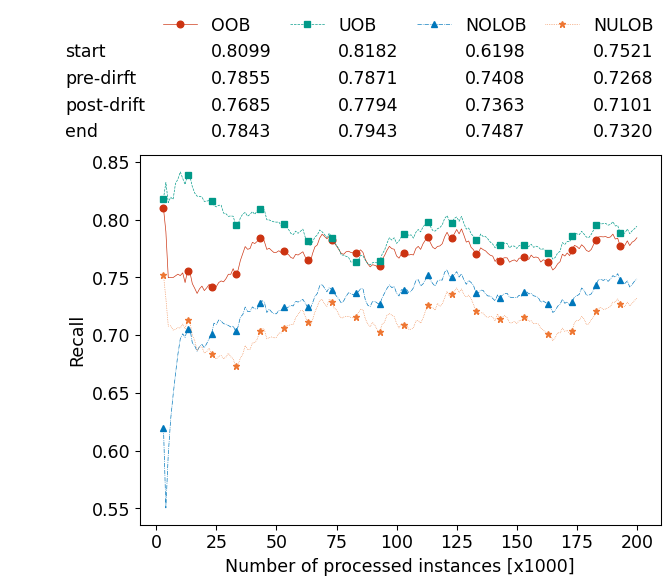 OOB UOB NOLOB NULOB
start 0.8099 0.8182 0.6198 0.7521
pre-dirft 0.7855 0.7871 0.7408 0.7268
post-drift 0.7685 0.7794 0.7363 0.7101
end 0.7843 0.7943 0.7487 0.7320
0.85
0.80
0.75
0.70
0.65
0.60
0.55
Recall
0 25 50 75 100 125 150 175 200
Number of processed instances [x1000]